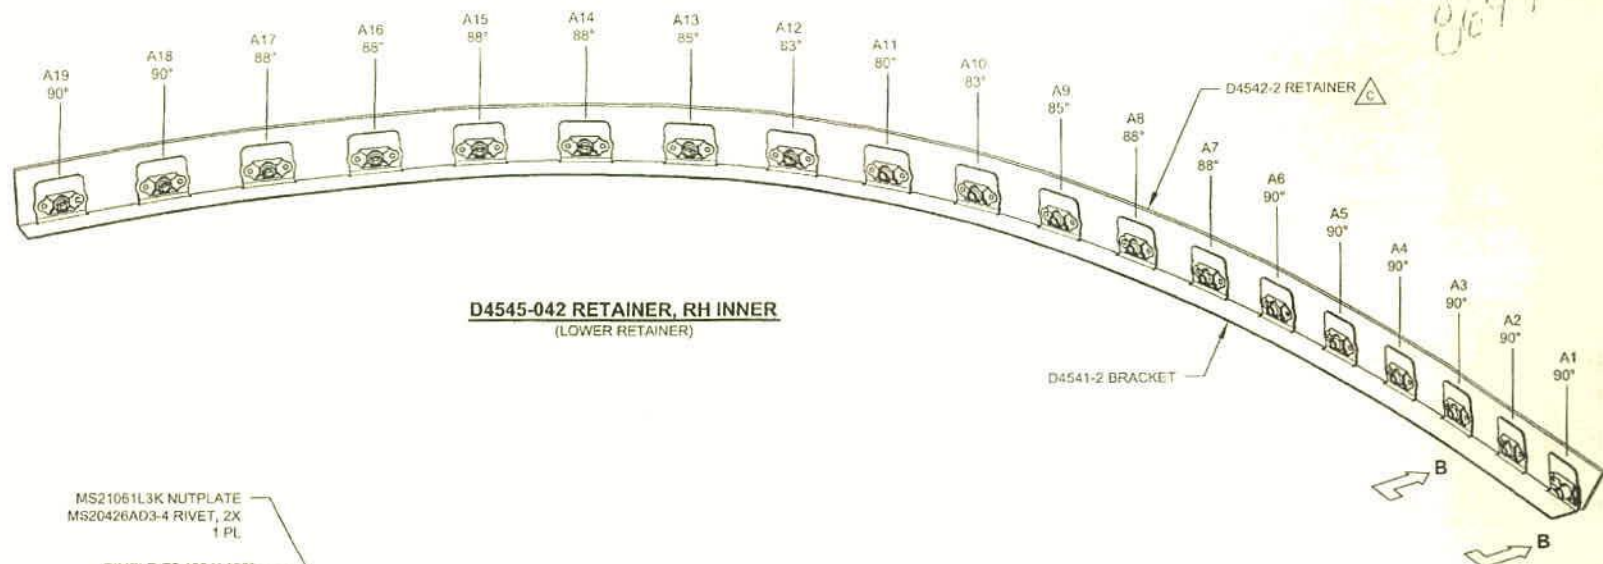 A19
90°
A18
90°
A17
88°
A16
88°
A15
88°
A14
88°
A13
85°
A12
83°
A11
80°
A10
83°
A9
85°
A8
88°
A7
88°
A6
90°
A5
90°
A4
90°
A3
90°
A2
90°
A1
90°
D4542-2 RETAINER
C
D4545-042 RETAINER, RH INNER
(LOWER RETAINER)
D4541-2 BRACKET
B
B
MS21061L3K NUTPLATE
MS20426AD3-4 RIVET, 2X
1 PL